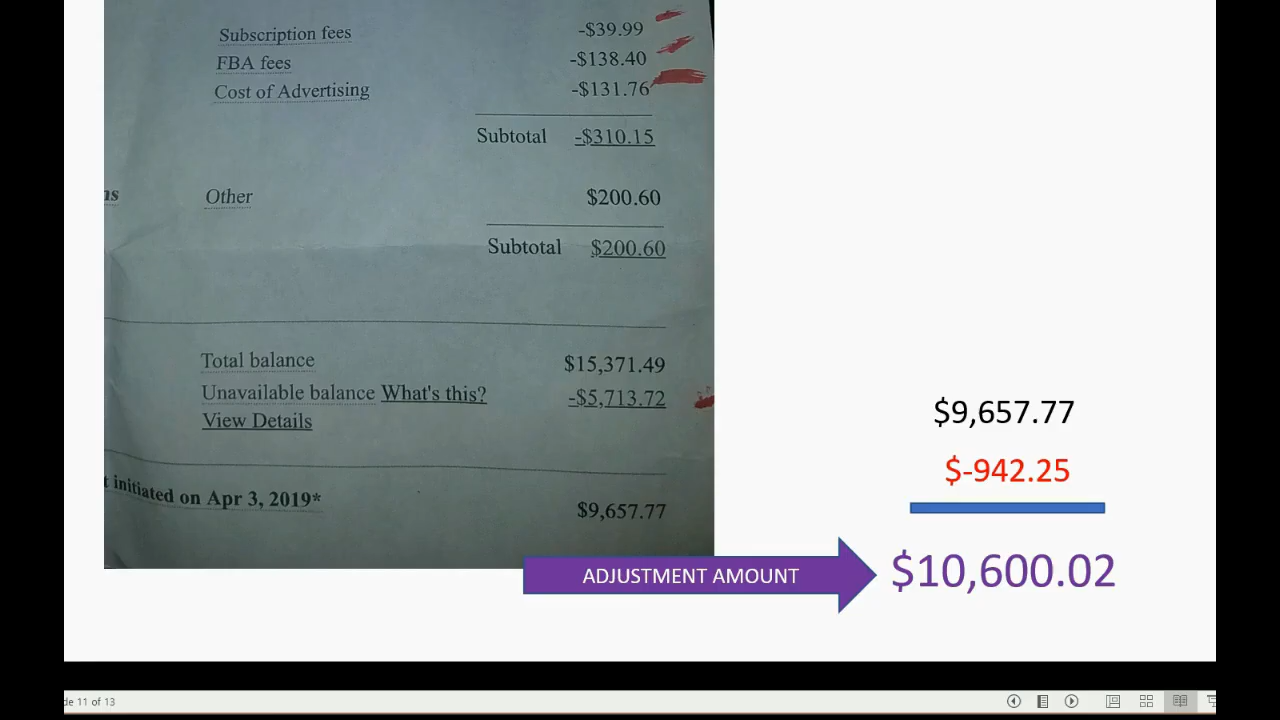 Subscription fees -$39.99
FBA fees -$138.40
Cost of Advertising -$131.76
Subtotal -$310.15
Other $200.60
Subtotal $200.60
Total balance $15,371.49
Unavailable balance What's this? -$5,713.72
View Details
initiated on Apr 3, 2019* $9,657.77
$9,657.77
$-942.25
ADJUSTMENT AMOUNT $10,600.02
11 of 13